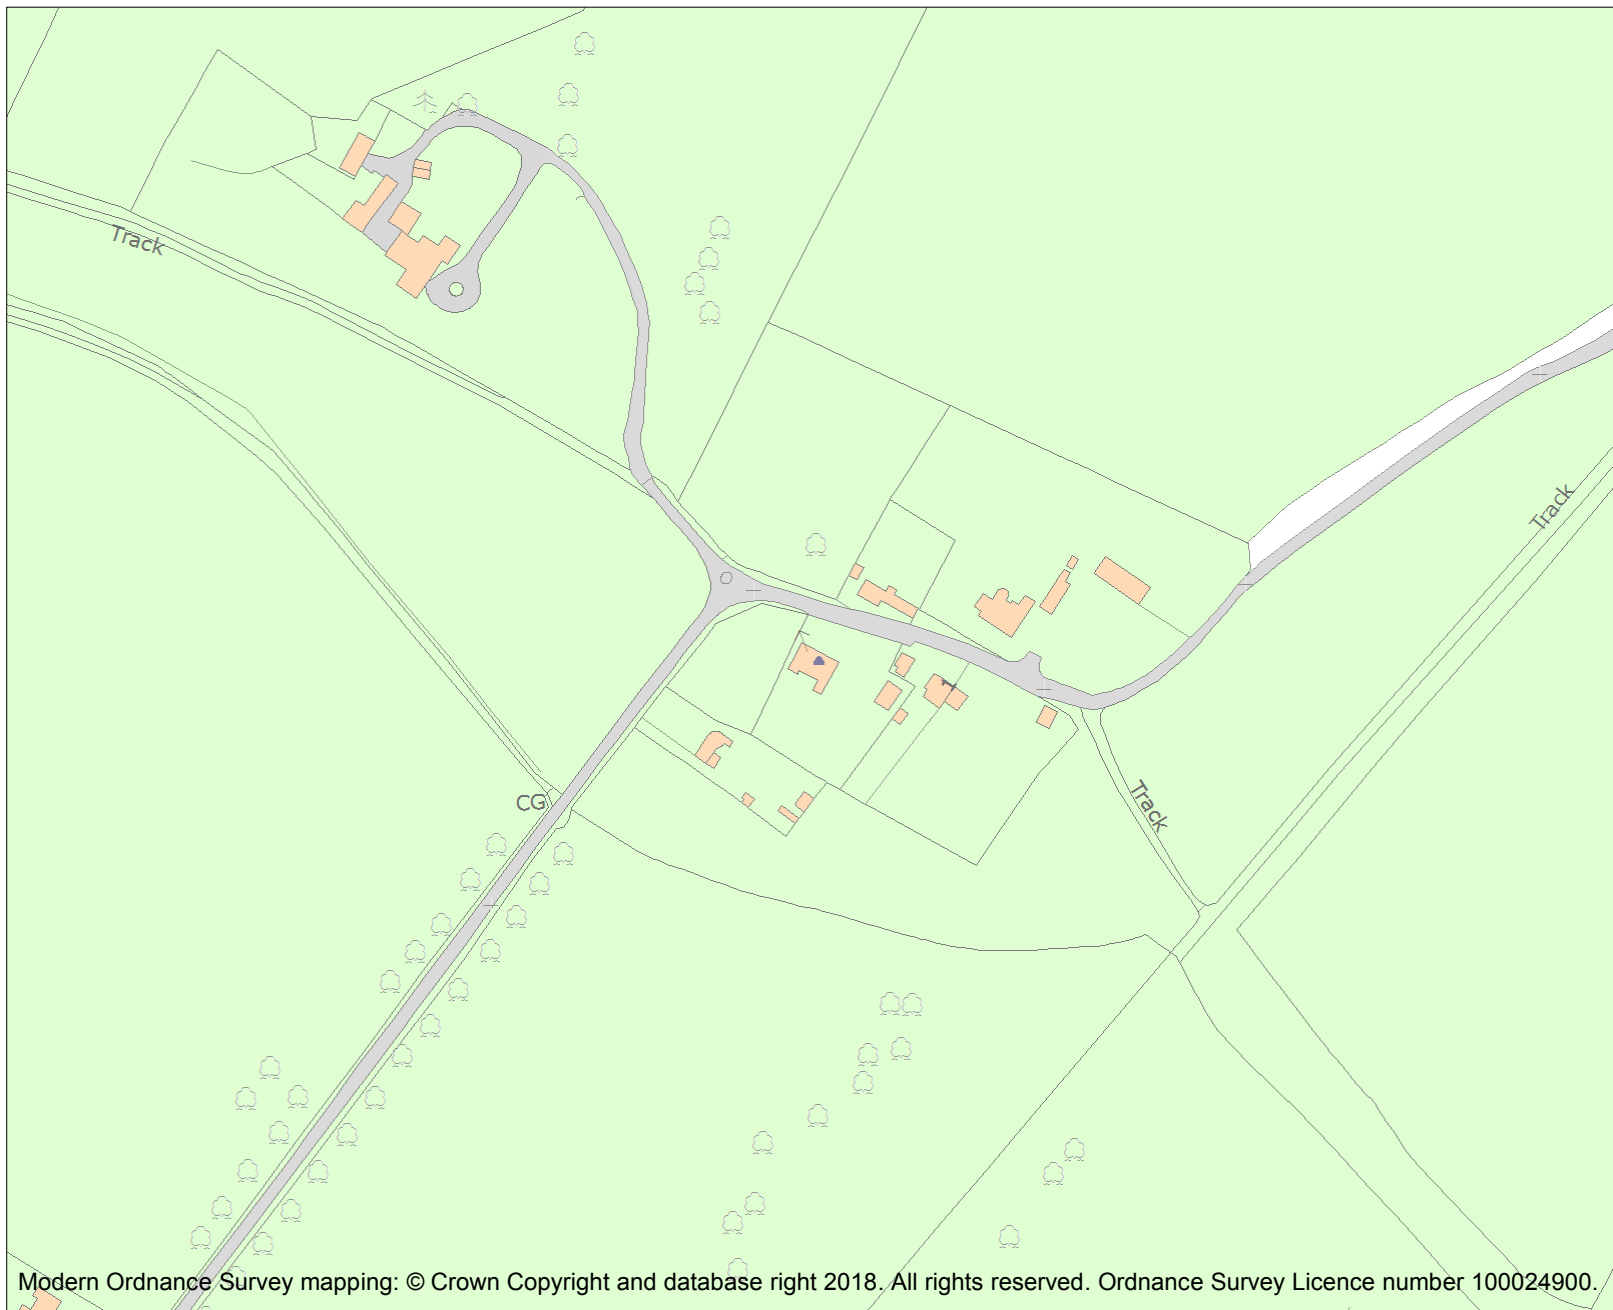 Track
Track
1
CG
Track
Modern Ordnance Survey mapping: © Crown Copyright and database right 2018. All rights reserved. Ordnance Survey Licence number 100024900.